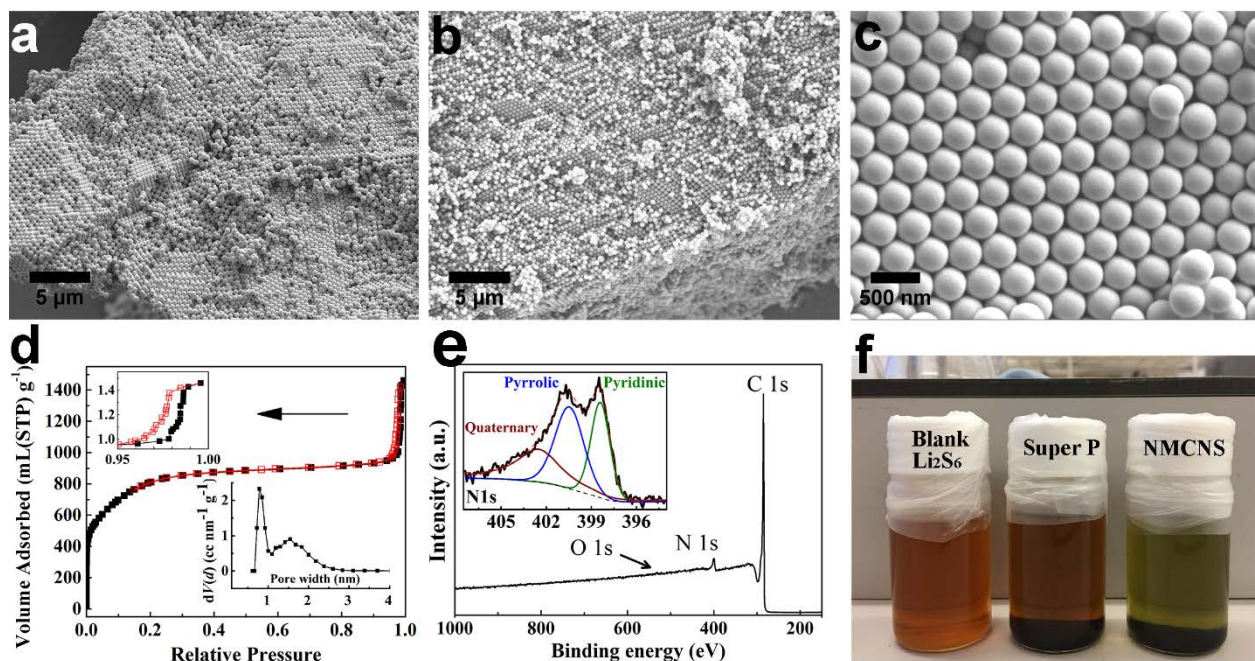 a
5 µm
b
5 µm
c
500 nm
d
Volume Adsorbed (mL(STP) g⁻¹)
1400
1200
1000
800
600
400
200
0
0.0 0.2 0.4 0.6 0.8 1.0
Relative Pressure
1.4
1.2
1.0
0.95 1.00
dV(d) (cc nm⁻¹ g⁻¹)
2
1
0
1 2 3 4
Pore width (nm)
e
Intensity (a.u.)
Pyrrolic
Pyridinic
Quaternary
N1s
405 402 399 396
C 1s
O 1s
N 1s
1000 800 600 400 200
Binding energy (eV)
f
Blank
Li₂S₆
Super P
NMCNS